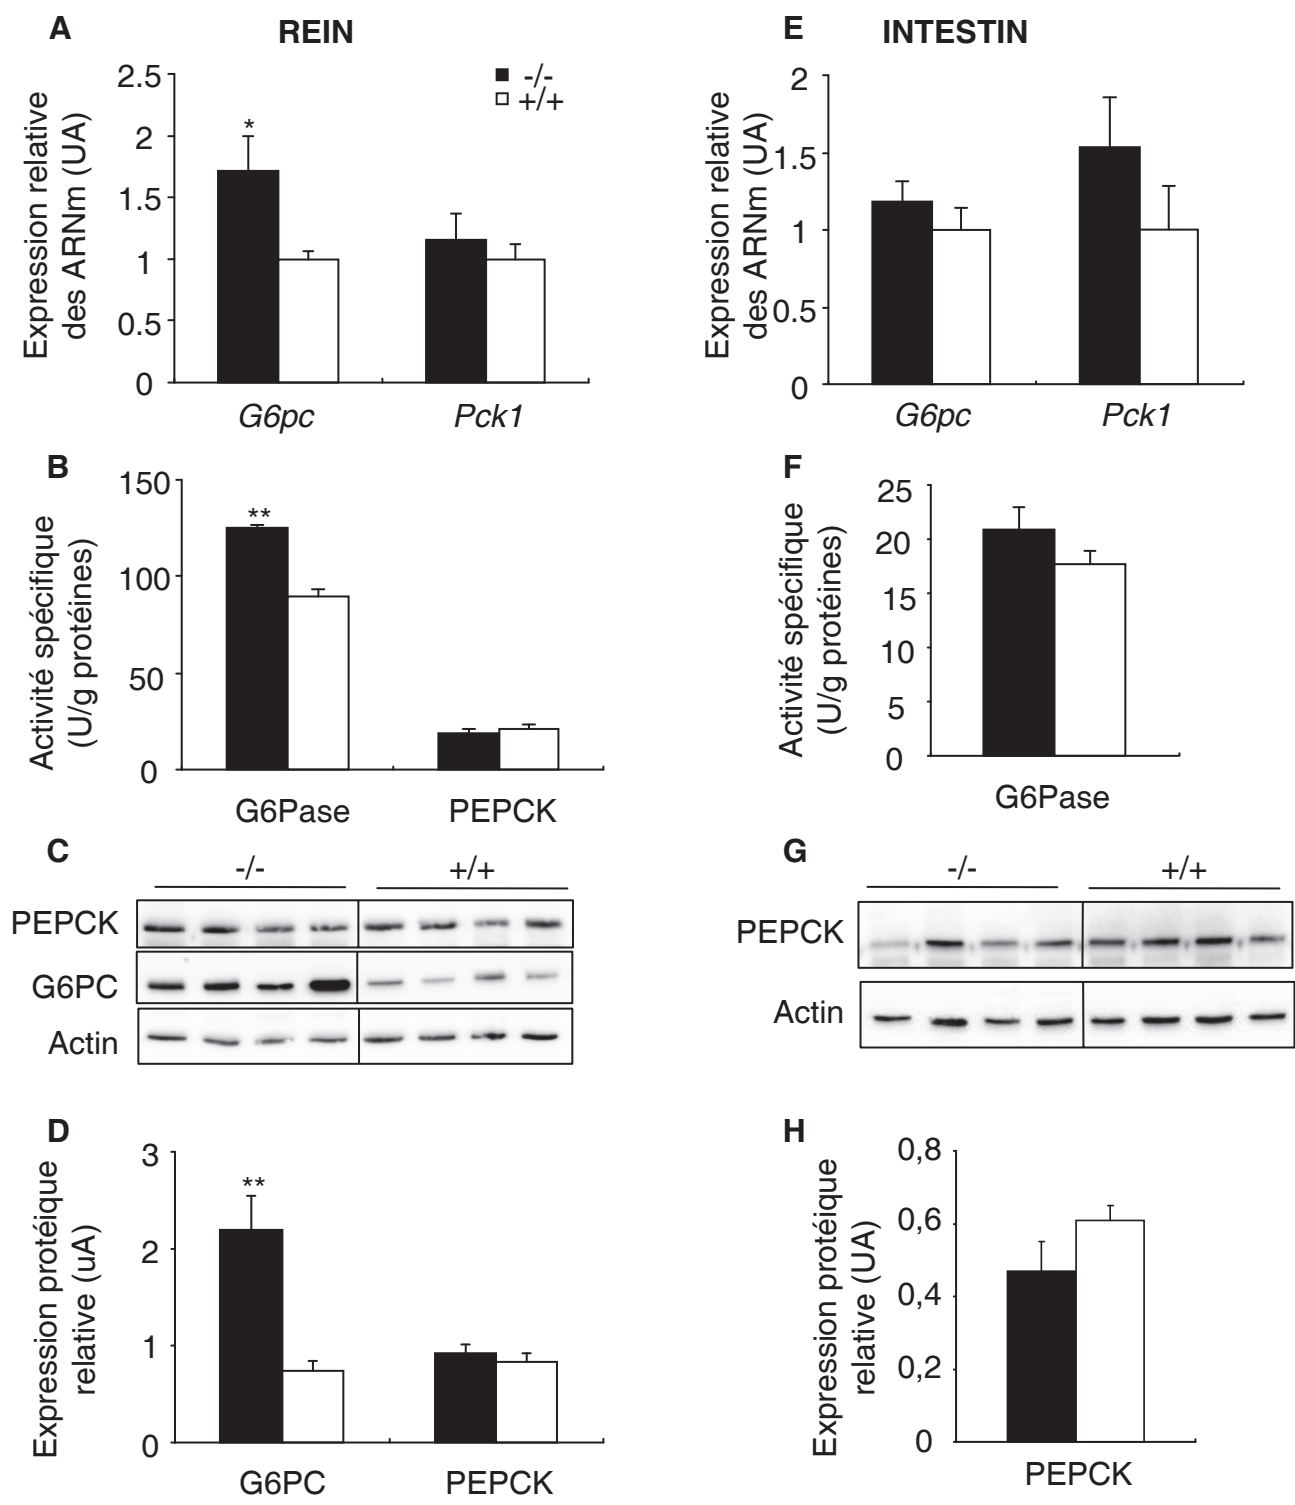 A
REIN
-/-
+/+
2.5
2
1.5
1
0.5
0
*
Expression relative
des ARNm (UA)
G6pc
Pck1
E
INTESTIN
2
1.5
1
0.5
0
Expression relative
des ARNm (UA)
G6pc
Pck1
B
150
100
50
0
**
Activité spécifique
(U/g protéines)
G6Pase
PEPCK
F
25
20
15
10
5
0
Activité spécifique
(U/g protéines)
G6Pase
C
-/-
+/+
PEPCK
G6PC
Actin
G
-/-
+/+
PEPCK
Actin
D
3
2
1
0
**
Expression protéique
relative (uA)
G6PC
PEPCK
H
0,8
0,6
0,4
0,2
0
Expression protéique
relative (UA)
PEPCK